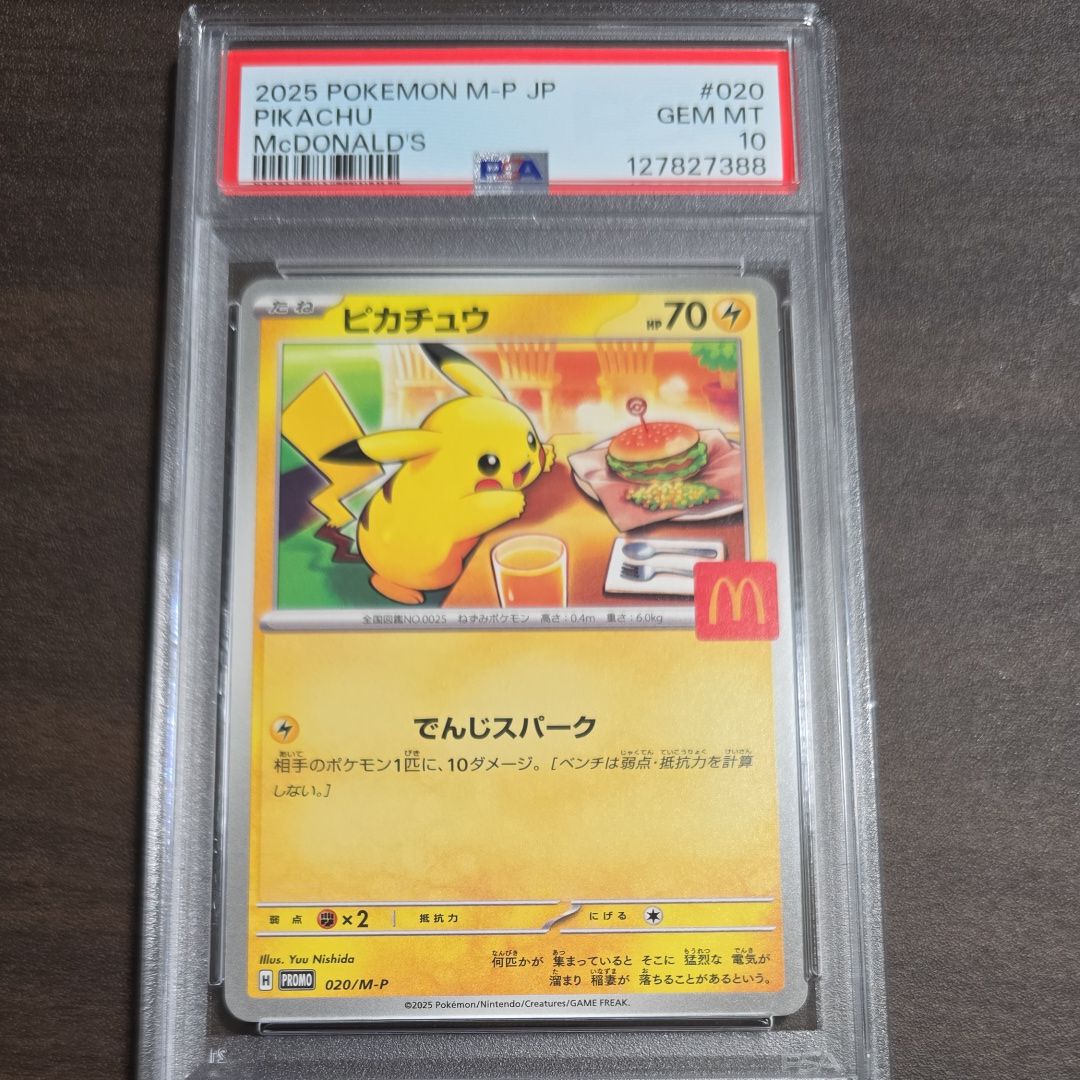 2025 POKEMON M-P JP #020
PIKACHU GEM MT
McDONALD'S 10
PSA 127827388
たね ピカチュウ HP70
全国図鑑NO.0025 ねずみポケモン 高さ:0.4m 重さ:6.0kg
でんじスパーク
相手のポケモン1匹に、10ダメージ。[ベンチは弱点・抵抗力を計算
しない。]
弱点 ×2 抵抗力 にげる
Illus. Yuu Nishida
何匹かが 集まっていると そこに 猛烈な 電気が
溜まり 稲妻が 落ちることがあるという。
H PROMO 020/M-P
©2025 Pokémon/Nintendo/Creatures/GAME FREAK.